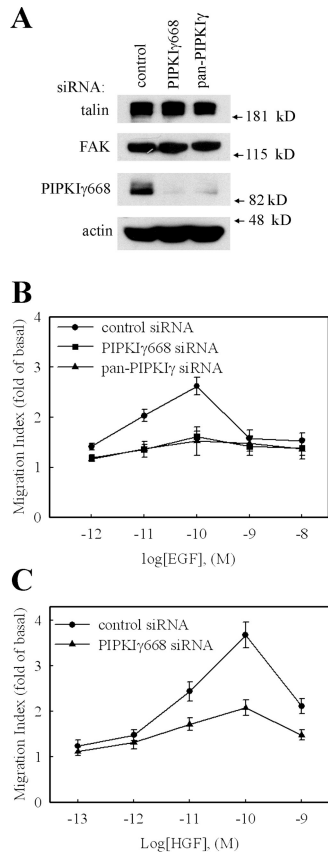 A
siRNA:
control
PIPKIγ668
pan-PIPKIγ
talin
181 kD
FAK
115 kD
PIPKIγ668
82 kD
48 kD
actin
B
Migration Index (fold of basal)
4
3
2
1
0
control siRNA
PIPKIγ668 siRNA
pan-PIPKIγ siRNA
-12 -11 -10 -9 -8
log[EGF], (M)
C
Migration Index (fold of basal)
4
3
2
1
0
control siRNA
PIPKIγ668 siRNA
-13 -12 -11 -10 -9
Log[HGF], (M)